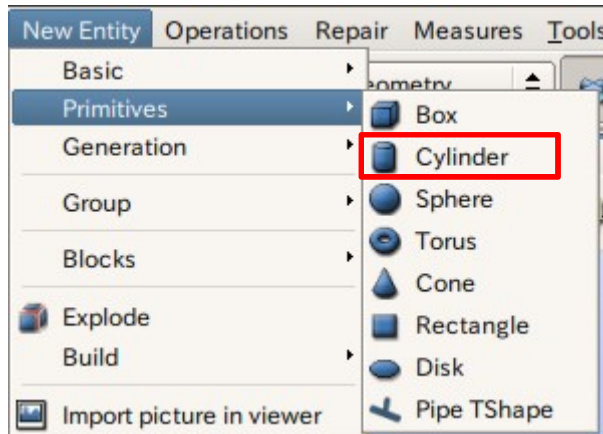 New Entity Operations Repair Measures Tools
Basic
Primitives
Generation
Group
Blocks
Explode
Build
Import picture in viewer
Box
Cylinder
Sphere
Torus
Cone
Rectangle
Disk
Pipe TShape